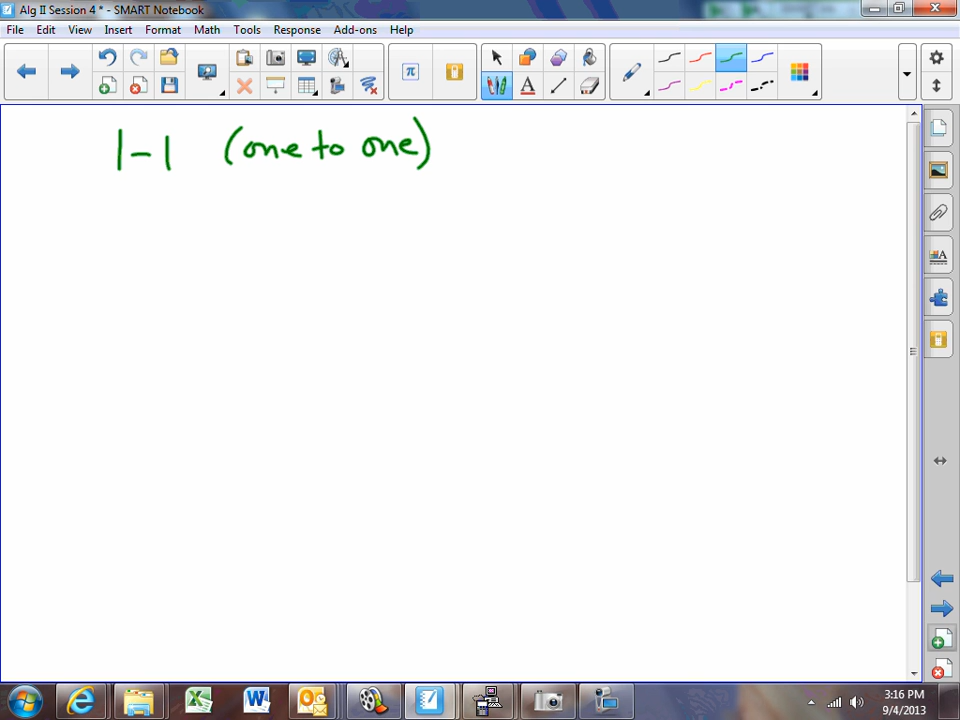 Alg II Session 4 * - SMART Notebook
File Edit View Insert Format Math Tools Response Add-ons Help
1-1 (one to one)
3:16 PM
9/4/2013